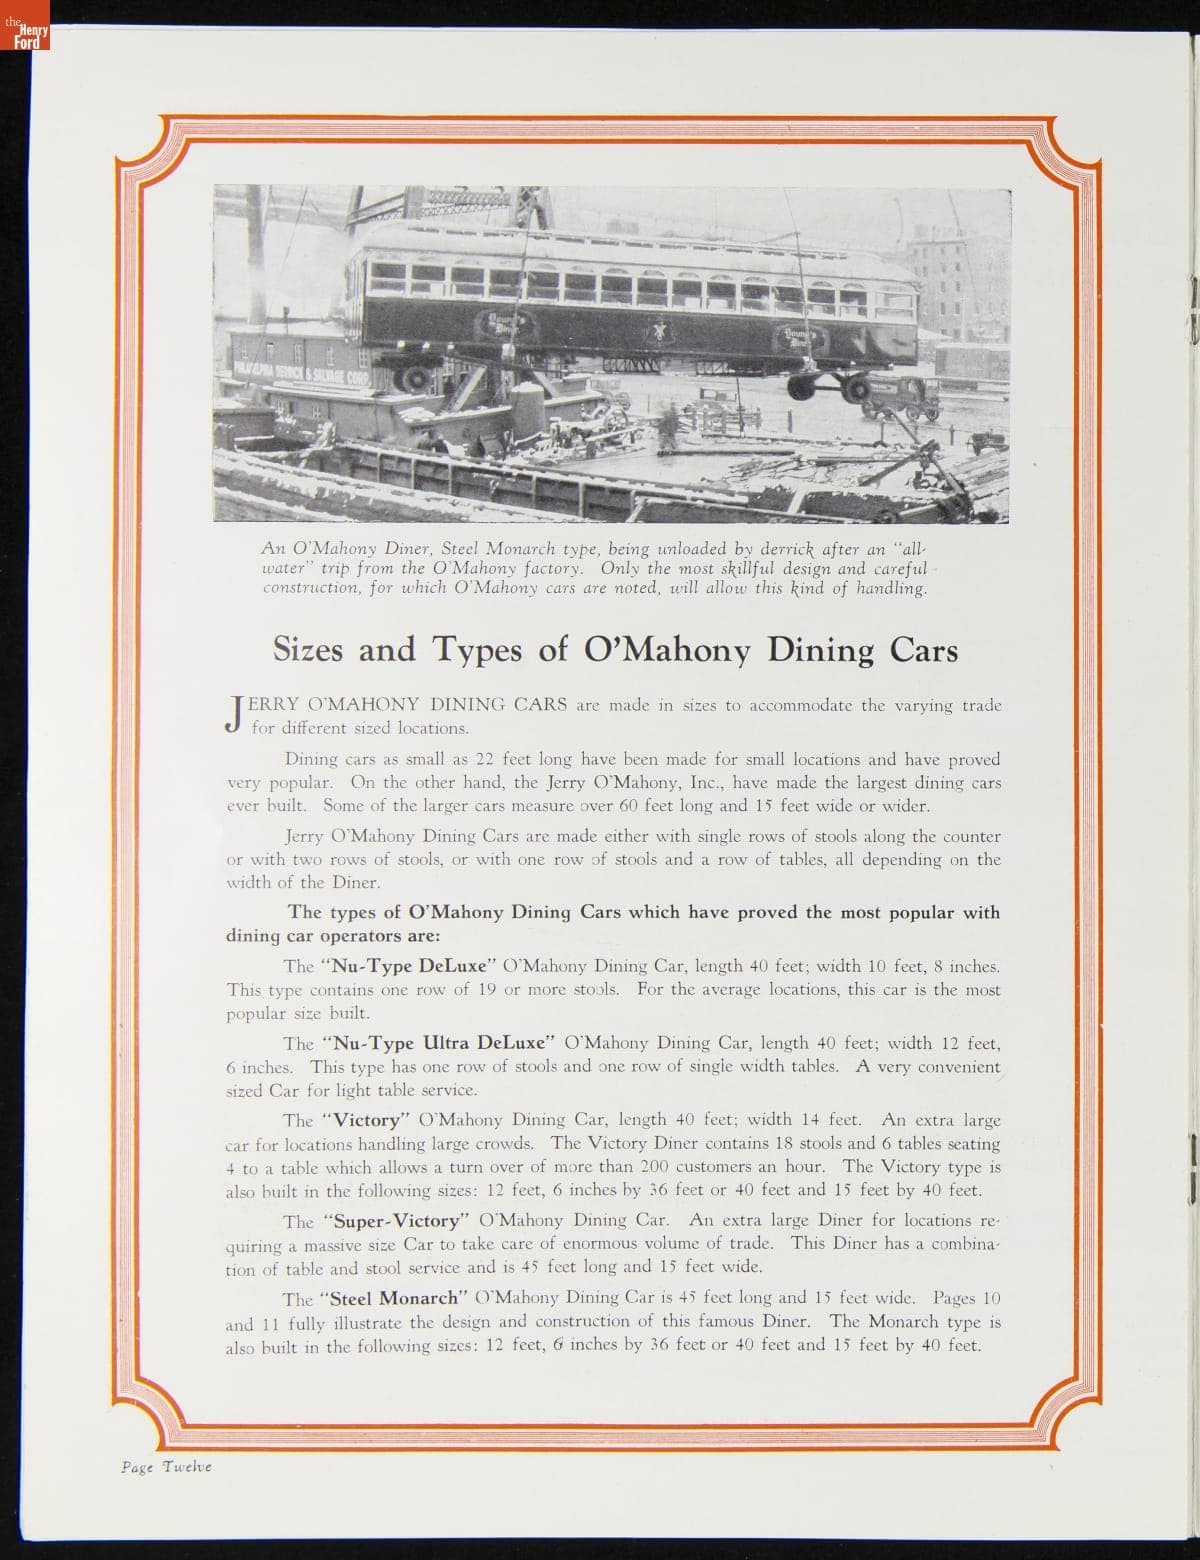 the
Henry
Ford
Young's
Diner
Young's
Diner
PHILADELPHIA DERRICK & SALVAGE CORP.
An O'Mahony Diner, Steel Monarch type, being unloaded by derrick after an "all-
water" trip from the O'Mahony factory. Only the most skillful design and careful
construction, for which O'Mahony cars are noted, will allow this kind of handling.
Sizes and Types of O'Mahony Dining Cars
JERRY O'MAHONY DINING CARS are made in sizes to accommodate the varying trade
for different sized locations.
Dining cars as small as 22 feet long have been made for small locations and have proved
very popular. On the other hand, the Jerry O'Mahony, Inc., have made the largest dining cars
ever built. Some of the larger cars measure over 60 feet long and 15 feet wide or wider.
Jerry O'Mahony Dining Cars are made either with single rows of stools along the counter
or with two rows of stools, or with one row of stools and a row of tables, all depending on the
width of the Diner.
The types of O'Mahony Dining Cars which have proved the most popular with
dining car operators are:
The "Nu-Type DeLuxe" O'Mahony Dining Car, length 40 feet; width 10 feet, 8 inches.
This type contains one row of 19 or more stools. For the average locations, this car is the most
popular size built.
The "Nu-Type Ultra DeLuxe" O'Mahony Dining Car, length 40 feet; width 12 feet,
6 inches. This type has one row of stools and one row of single width tables. A very convenient
sized Car for light table service.
The "Victory" O'Mahony Dining Car, length 40 feet; width 14 feet. An extra large
car for locations handling large crowds. The Victory Diner contains 18 stools and 6 tables seating
4 to a table which allows a turn over of more than 200 customers an hour. The Victory type is
also built in the following sizes: 12 feet, 6 inches by 36 feet or 40 feet and 15 feet by 40 feet.
The "Super-Victory" O'Mahony Dining Car. An extra large Diner for locations re-
quiring a massive size Car to take care of enormous volume of trade. This Diner has a combina-
tion of table and stool service and is 45 feet long and 15 feet wide.
The "Steel Monarch" O'Mahony Dining Car is 45 feet long and 15 feet wide. Pages 10
and 11 fully illustrate the design and construction of this famous Diner. The Monarch type is
also built in the following sizes: 12 feet, 6 inches by 36 feet or 40 feet and 15 feet by 40 feet.
Page Twelve